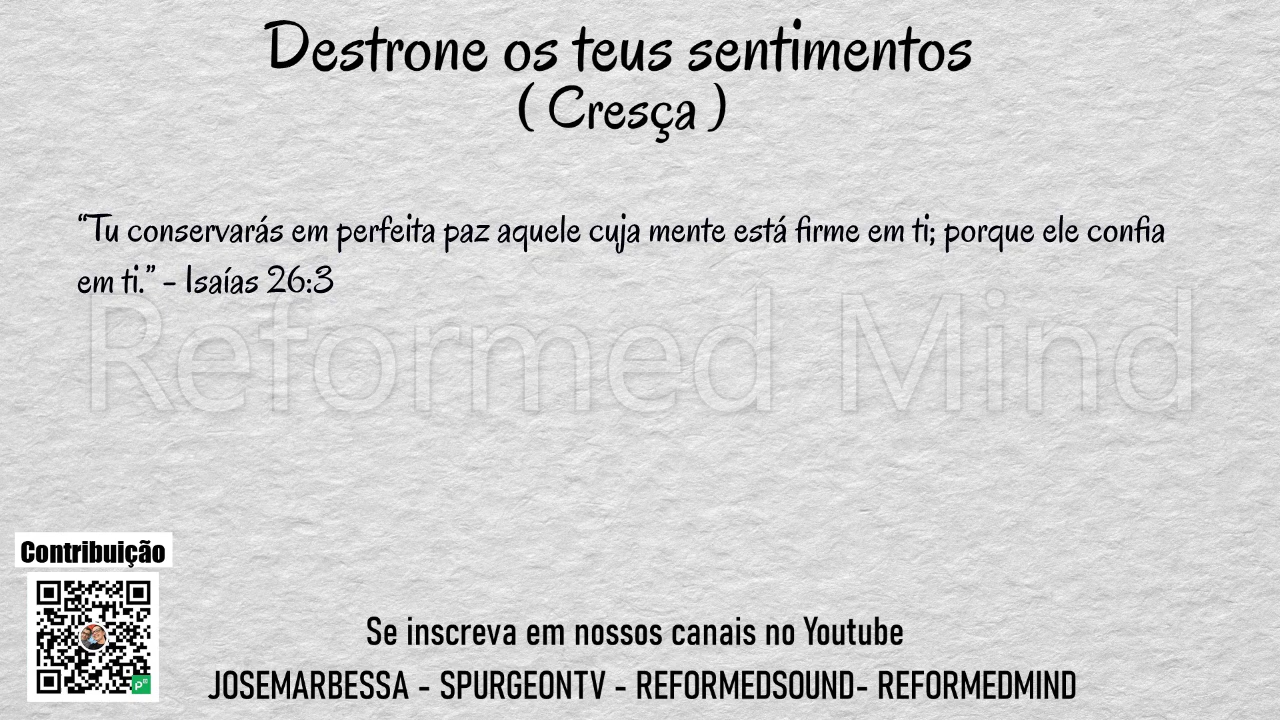 Destrone os teus sentimentos
( Cresça )
“Tu conservarás em perfeita paz aquele cuja mente está firme em ti; porque ele confia
em ti.” - Isaías 26:3
Reformed Mind
Contribuição
Se inscreva em nossos canais no Youtube
JOSEMARBESSA - SPURGEONTV - REFORMEDSOUND- REFORMEDMIND